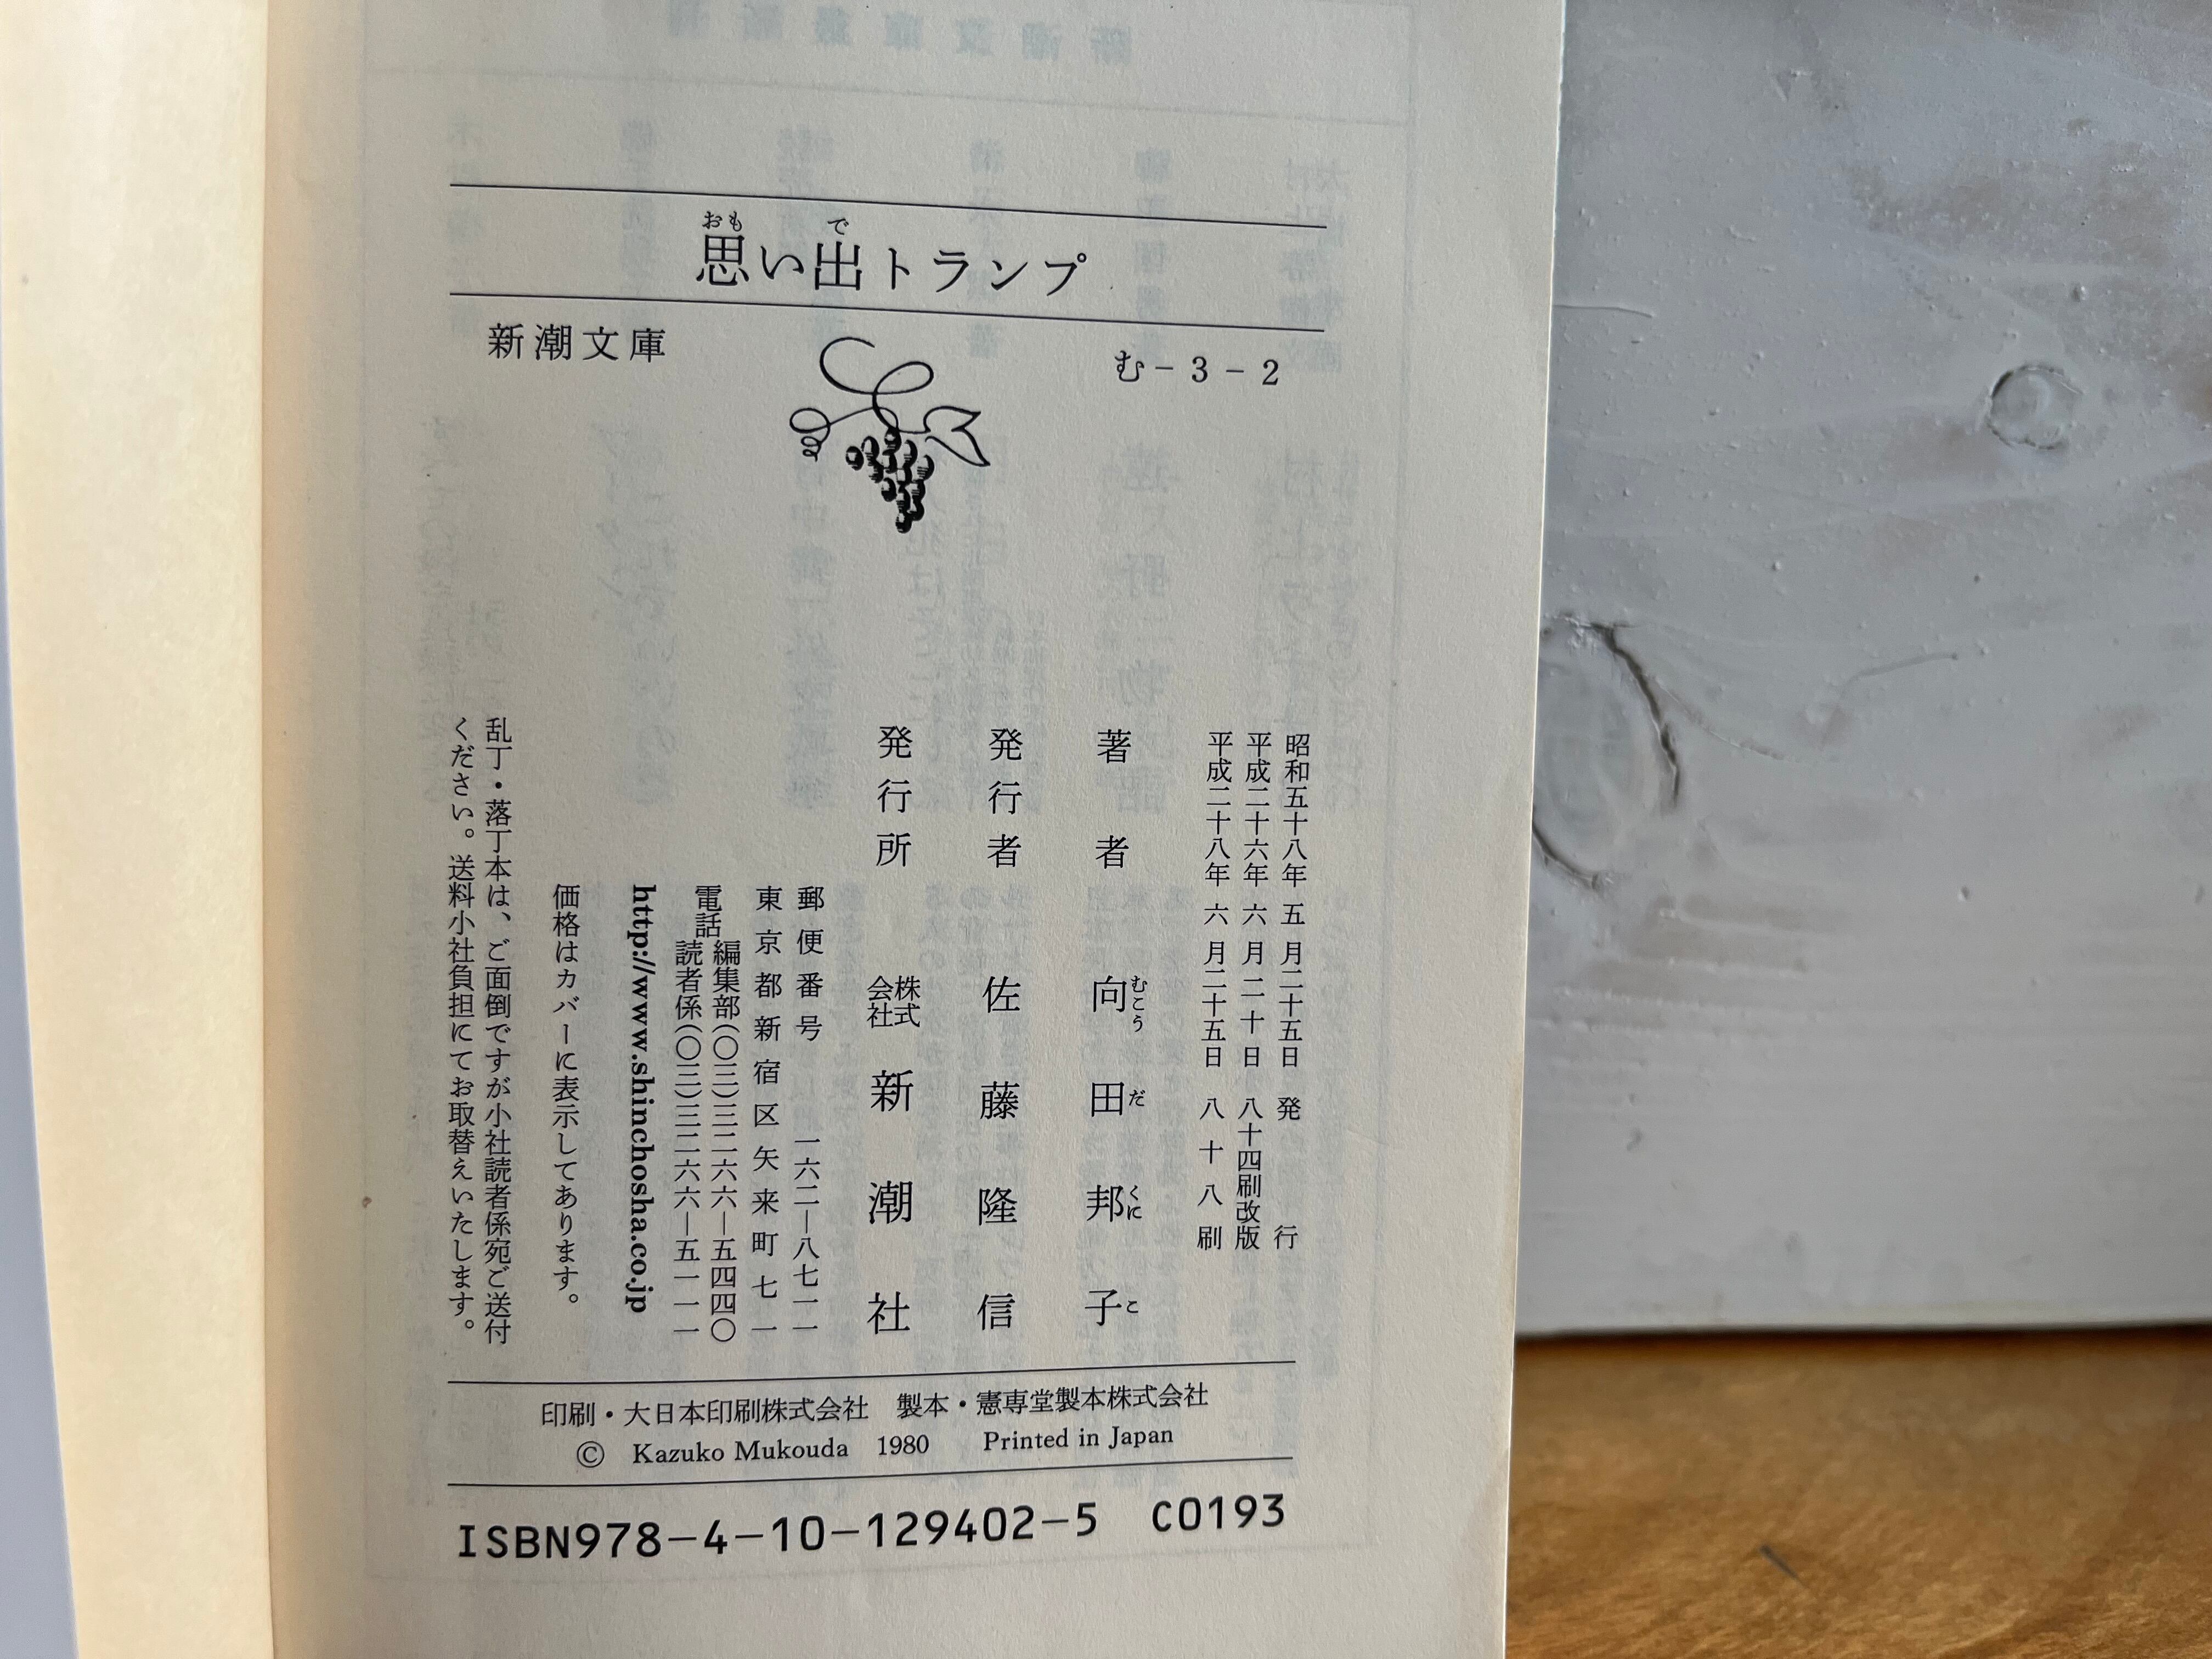 思い出トランプ
おも で
新潮文庫
む-3-2
昭和五十八年 五 月二十五日 発 行
平成二十六年 六 月 二 十 日 八十四刷改版
平成二十八年 六 月二十五日 八 十 八 刷
著 者 向田邦子
むこう だ くに こ
発行者 佐藤隆信
発行所 株式会社 新潮社
郵便番号 一六二―八七一一
東京都新宿区矢来町七一
電話 編集部(〇三)三二六六―五四四〇
読者係(〇三)三二六六―五一一一
http://www.shinchosha.co.jp
価格はカバーに表示してあります。
乱丁・落丁本は、ご面倒ですが小社読者係宛ご送付
ください。送料小社負担にてお取替えいたします。
印刷・大日本印刷株式会社 製本・憲専堂製本株式会社
© Kazuko Mukouda 1980 Printed in Japan
ISBN978-4-10-129402-5 C0193